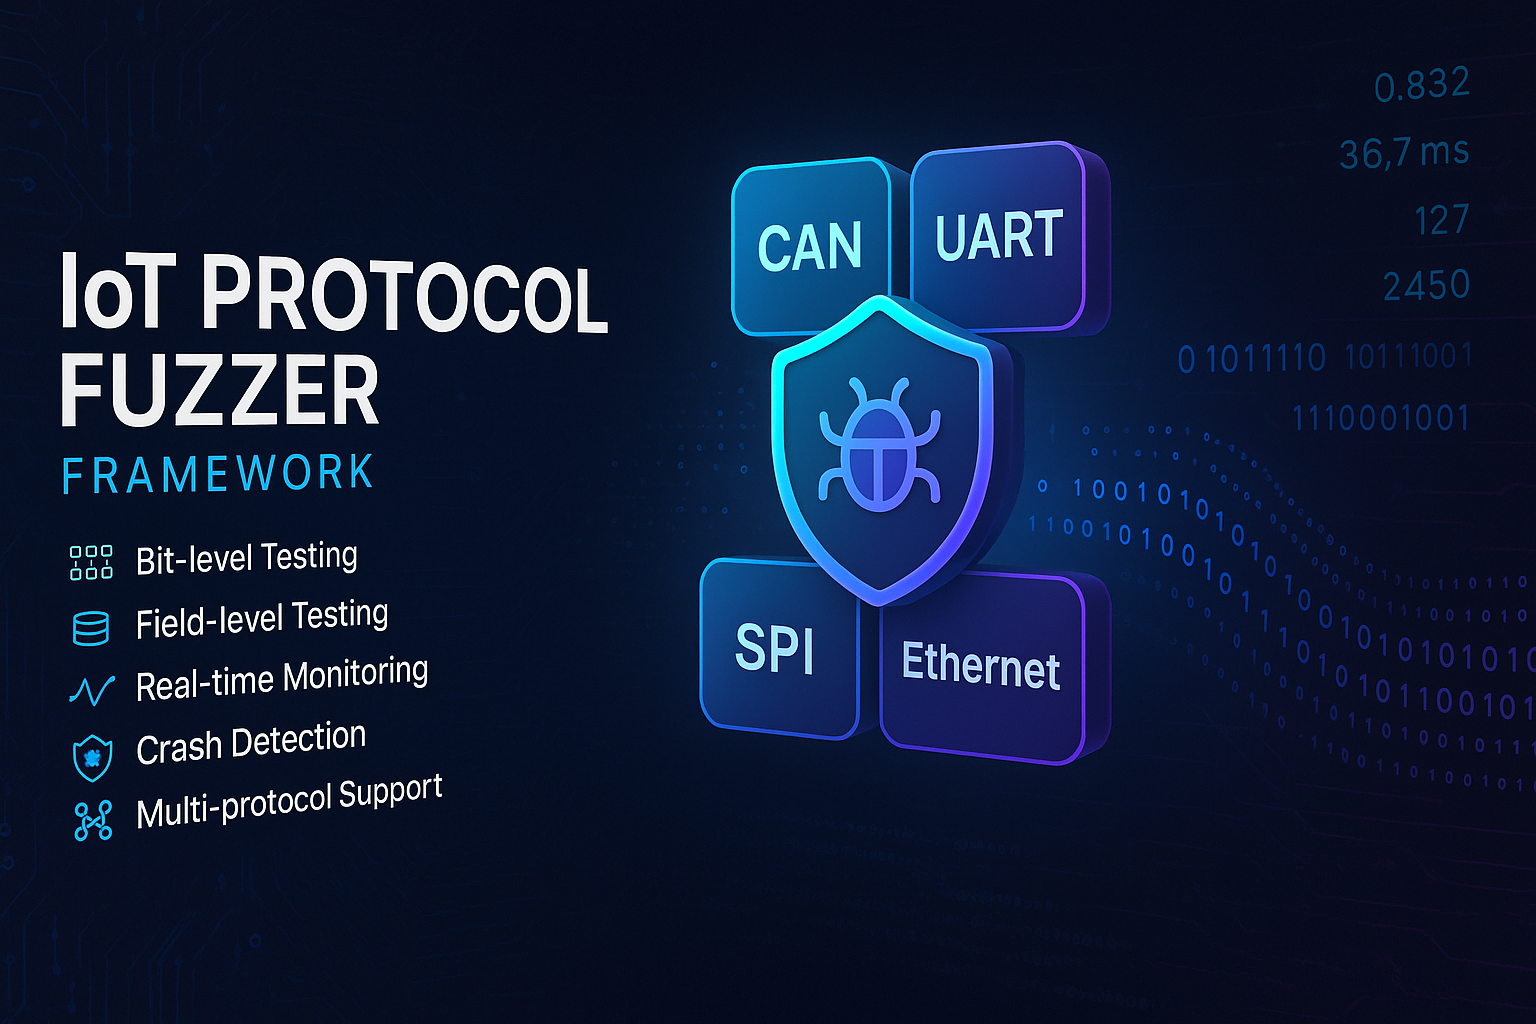 IoT PROTOCOL
FUZZER
FRAMEWORK
Bit-level Testing
Field-level Testing
Real-time Monitoring
Crash Detection
Multi-protocol Support
CAN
UART
SPI
Ethernet
0.832
36,7 ms
127
2450
0 1011110 10111001
1110001001